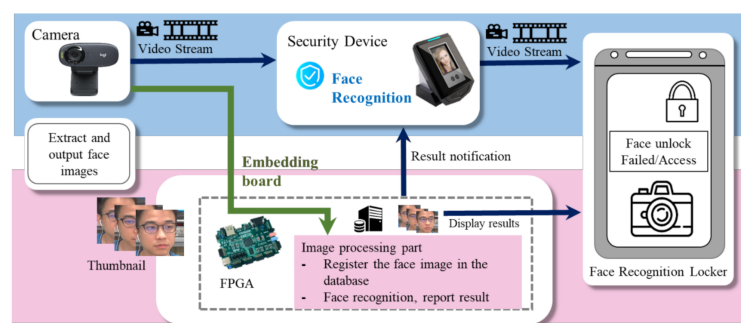 Camera
Video Stream
Security Device
Face
Recognition
Video Stream
Extract and
output face
images
Embedding
board
Result notification
Face unlock
Failed/Access
Thumbnail
FPGA
Image processing part
- Register the face image in the
database
- Face recognition, report result
Display results
Face Recognition Locker